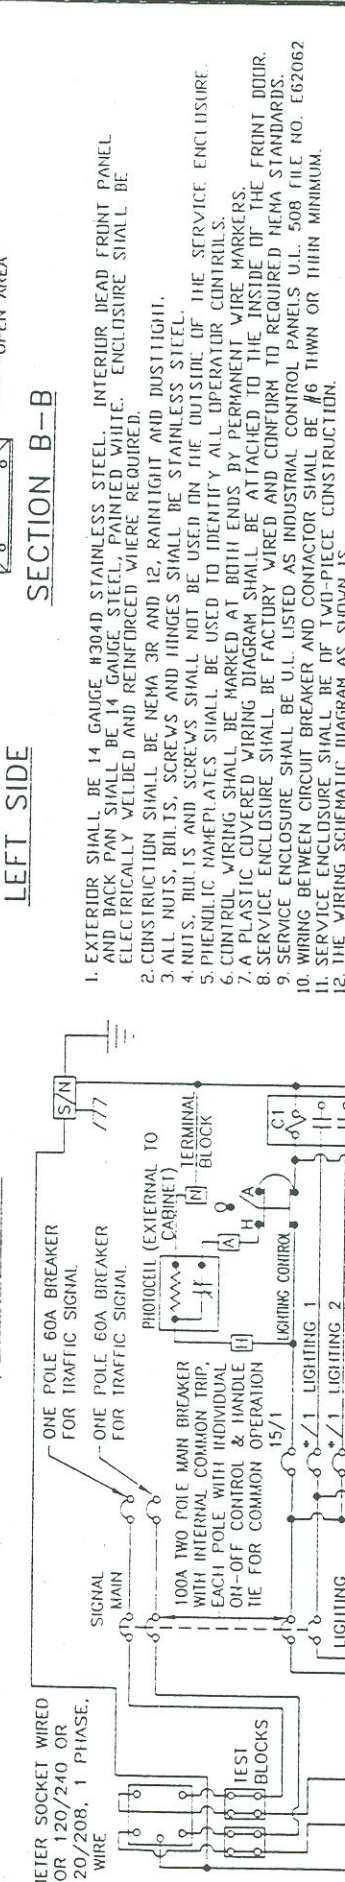 OPEN AREA
SECTION B-B
LEFT SIDE
1. EXTERIOR SHALL BE 14 GAUGE #304D STAINLESS STEEL. INTERIOR DEAD FRONT PANEL
AND BACK PAN SHALL BE 14 GAUGE STEEL, PAINTED WHITE. ENCLOSURE SHALL BE
ELECTRICALLY WELDED AND REINFORCED WHERE REQUIRED.
2. CONSTRUCTION SHALL BE NEMA 3R AND 12, RAINTIGHT AND DUSTTIGHT.
3. ALL NUTS, BOLTS, SCREWS AND HINGES SHALL BE STAINLESS STEEL.
4. NUTS, BOLTS AND SCREWS SHALL NOT BE USED ON THE OUTSIDE OF THE SERVICE ENCLOSURE.
5. PHENOLIC NAMEPLATES SHALL BE USED TO IDENTIFY ALL OPERATOR CONTROLS.
6. CONTROL WIRING SHALL BE MARKED AT BOTH ENDS BY PERMANENT WIRE MARKERS.
7. A PLASTIC COVERED WIRING DIAGRAM SHALL BE ATTACHED TO THE INSIDE OF THE FRONT DOOR.
8. SERVICE ENCLOSURE SHALL BE FACTORY WIRED AND CONFORM TO REQUIRED NEMA STANDARDS.
9. SERVICE ENCLOSURE SHALL BE U.L. LISTED AS INDUSTRIAL CONTROL PANELS U.L. 508 FILE NO. E62062
10. WIRING BETWEEN CIRCUIT BREAKER AND CONTACTOR SHALL BE #6 THWN OR THHN MINIMUM.
11. SERVICE ENCLOSURE SHALL BE OF TWO-PIECE CONSTRUCTION.
12. THE WIRING SCHEMATIC DIAGRAM AS SHOWN IS
S/N
ONE POLE 60A BREAKER
FOR TRAFFIC SIGNAL
ONE POLE 60A BREAKER
FOR TRAFFIC SIGNAL
PHOTOCELL (EXTERNAL TO
CABINET)
N
TERMINAL
BLOCK
A
H
O
H A
C1
LIGHTING CONTROL
15/1
*/1 LIGHTING 1
*/1 LIGHTING 2
SIGNAL
MAIN
100A TWO POLE MAIN BREAKER
WITH INTERNAL COMMON TRIP,
EACH POLE WITH INDIVIDUAL
ON-OFF CONTROL & HANDLE
TIE FOR COMMON OPERATION
LIGHTING
METER SOCKET WIRED
OR 120/240 OR
20/208, 1 PHASE,
WIRE
TEST
BLOCKS